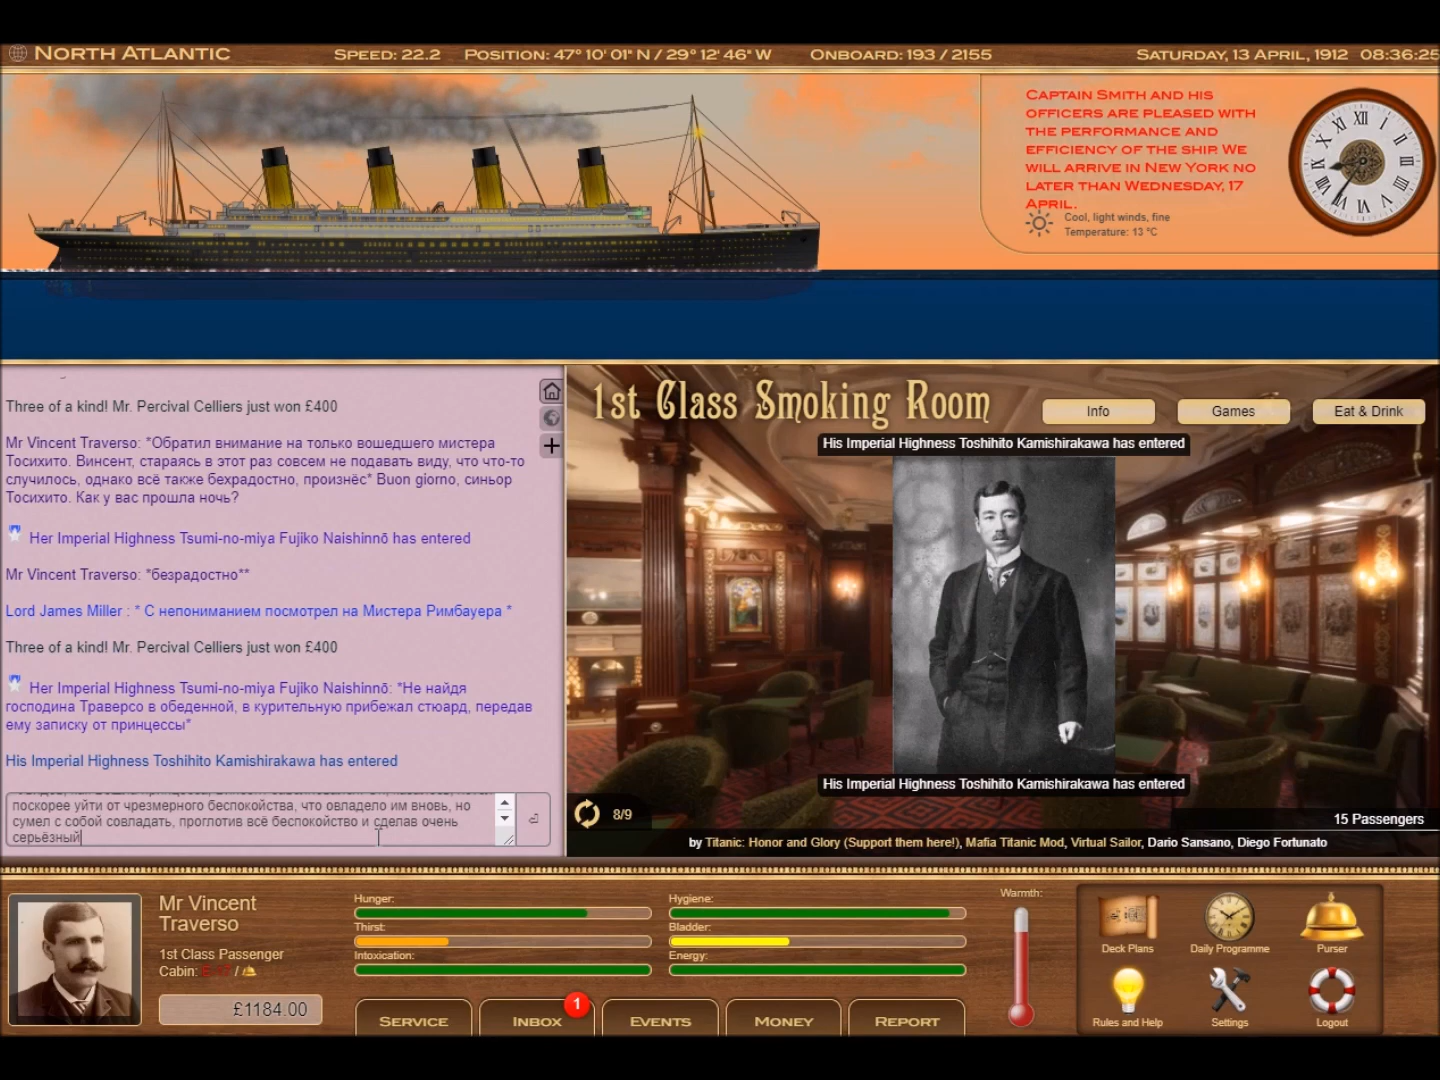 NORTH ATLANTIC
SPEED: 22.2
POSITION: 47° 10' 01" N / 29° 12' 46" W
ONBOARD: 193 / 2155
SATURDAY, 13 APRIL, 1912
08:36:25
CAPTAIN SMITH AND HIS
OFFICERS ARE PLEASED WITH
THE PERFORMANCE AND
EFFICIENCY OF THE SHIP. WE
WILL ARRIVE IN NEW YORK NO
LATER THAN WEDNESDAY, 17
APRIL.
Cool, light winds, fine
Temperature: 13 ºC
XII I II III IIII V VI VII VIII IX X XI
Three of a kind! Mr. Percival Celliers just won £400
Mr Vincent Traverso: *Обратил внимание на только вошедшего мистера
Тосихито. Винсент, стараясь в этот раз совсем не подавать виду, что что-то
случилось, однако всё также бехрадостно, произнёс* Buon giorno, синьор
Тосихито. Как у вас прошла ночь?
Her Imperial Highness Tsumi-no-miya Fujiko Naishinnō has entered
Mr Vincent Traverso: *безрадостно**
Lord James Miller : * С непониманием посмотрел на Мистера Римбауера *
Three of a kind! Mr. Percival Celliers just won £400
Her Imperial Highness Tsumi-no-miya Fujiko Naishinnō: *Не найдя
господина Траверсо в обеденной, в курительную прибежал стюард, передав
ему записку от принцессы*
His Imperial Highness Toshihito Kamishirakawa has entered
поскорее уйти от чрезмерного беспокойства, что овладело им вновь, но
сумел с собой совладать, проглотив всё беспокойство и сделав очень
серьёзный
1st Class Smoking Room
Info
Games
Eat & Drink
His Imperial Highness Toshihito Kamishirakawa has entered
His Imperial Highness Toshihito Kamishirakawa has entered
8/9
15 Passengers
by Titanic: Honor and Glory (Support them here!), Mafia Titanic Mod, Virtual Sailor, Dario Sansano, Diego Fortunato
Mr Vincent
Traverso
1st Class Passenger
Cabin: /
£1184.00
Hunger:
Thirst:
Intoxication:
Hygiene:
Bladder:
Energy:
Warmth:
SERVICE
INBOX
1
EVENTS
MONEY
REPORT
Deck Plans
Daily Programme
Purser
Rules and Help
Settings
Logout